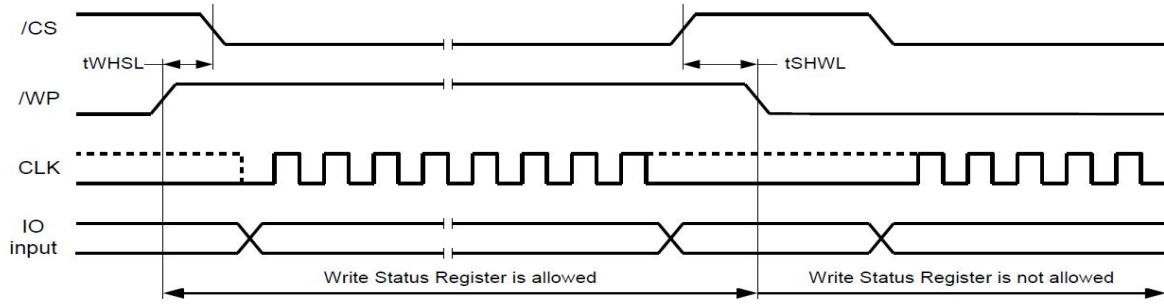 /CS
tWHSL
tSHWL
/WP
CLK
IO
input
Write Status Register is allowed
Write Status Register is not allowed